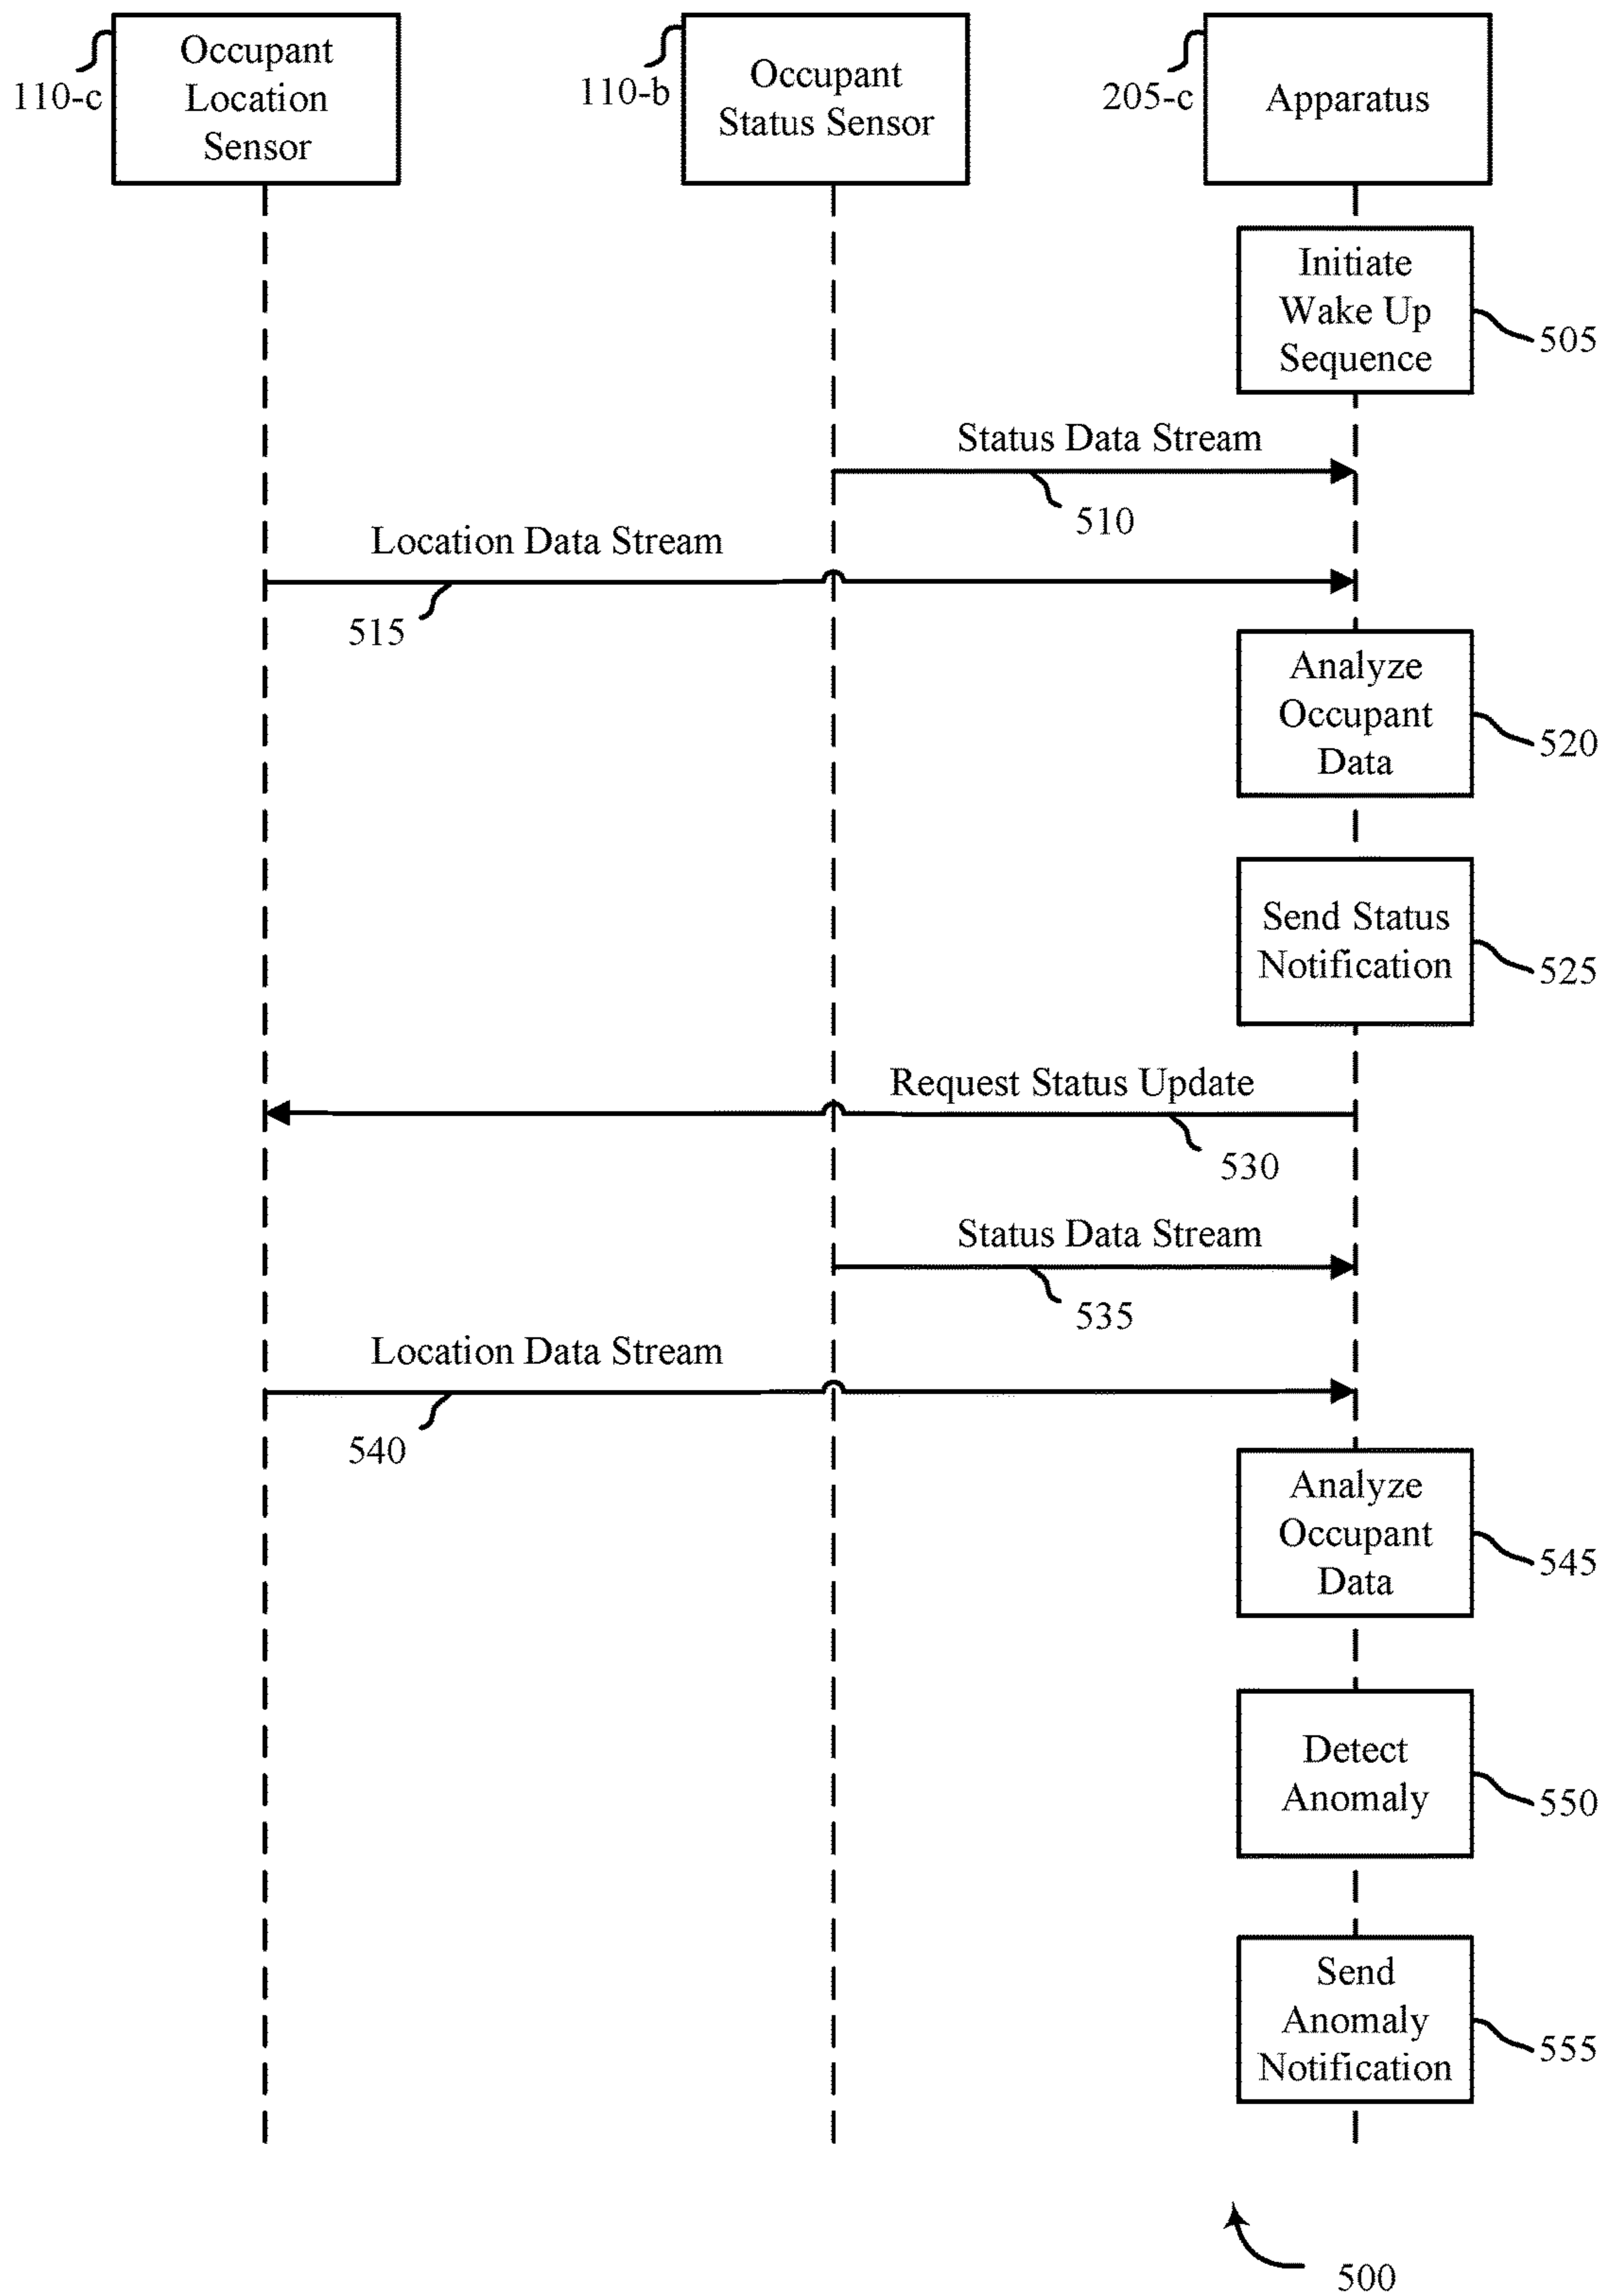 Occupant
Location
Sensor
110-c
Occupant
Status Sensor
110-b
Apparatus
205-c
Initiate
Wake Up
Sequence
505
Status Data Stream
510
Location Data Stream
515
Analyze
Occupant
Data
520
Send Status
Notification
525
Request Status Update
530
Status Data Stream
535
Location Data Stream
540
Analyze
Occupant
Data
545
Detect
Anomaly
550
Send
Anomaly
Notification
555
500